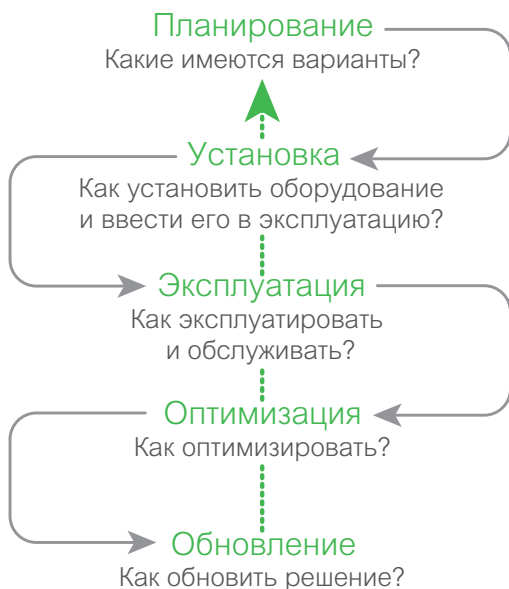 Планирование
Какие имеются варианты?
Установка
Как установить оборудование
и ввести его в эксплуатацию?
Эксплуатация
Как эксплуатировать
и обслуживать?
Оптимизация
Как оптимизировать?
Обновление
Как обновить решение?